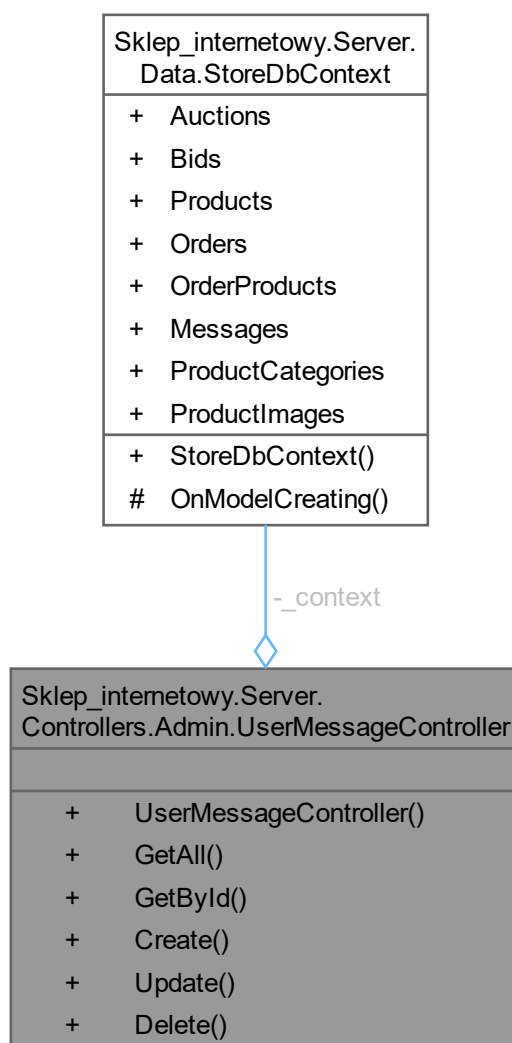 Sklep_internetowy.Server.
Data.StoreDbContext
+ Auctions
+ Bids
+ Products
+ Orders
+ OrderProducts
+ Messages
+ ProductCategories
+ ProductImages
+ StoreDbContext()
# OnModelCreating()
-_context
Sklep_internetowy.Server.
Controllers.Admin.UserMessageController
+ UserMessageController()
+ GetAll()
+ GetById()
+ Create()
+ Update()
+ Delete()